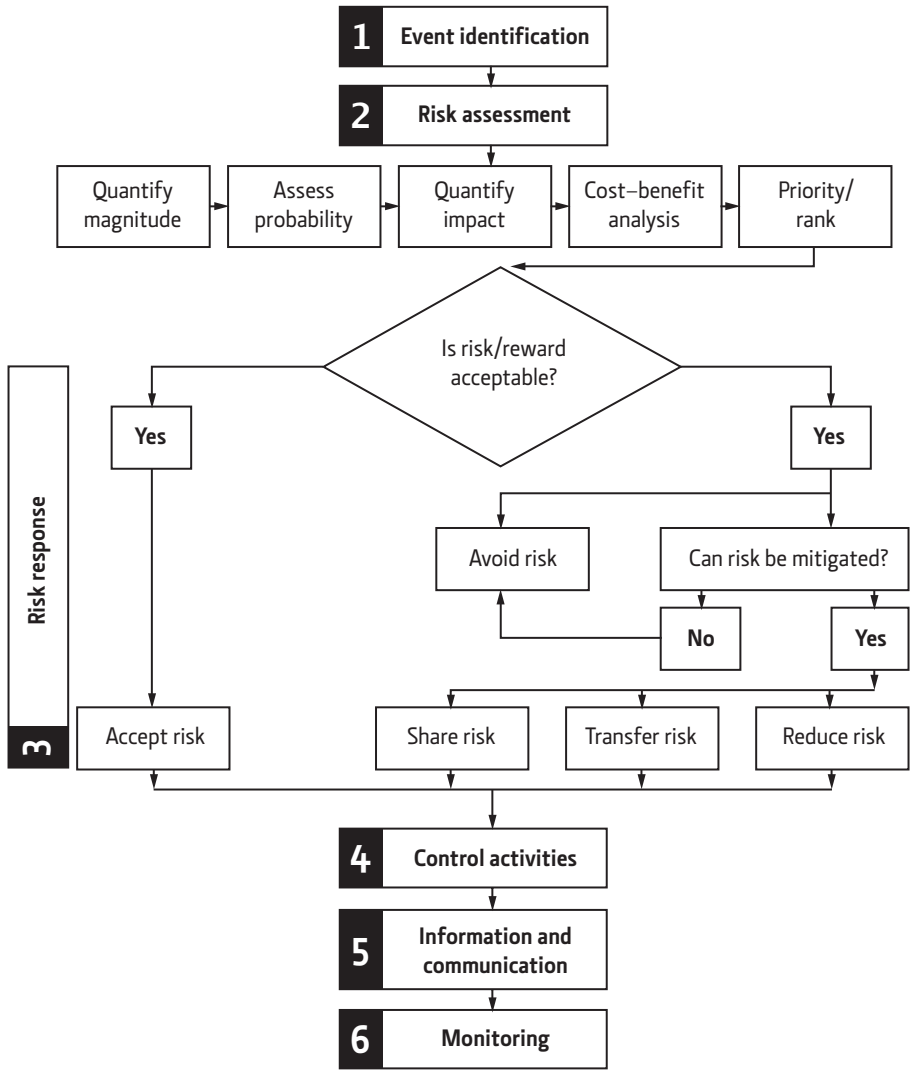 1 Event identification
2 Risk assessment
Quantify
magnitude
Assess
probability
Quantify
impact
Cost–benefit
analysis
Priority/
rank
Is risk/reward
acceptable?
Yes
Yes
3 Risk response
Avoid risk
Can risk be mitigated?
No
Yes
Accept risk
Share risk
Transfer risk
Reduce risk
4 Control activities
5 Information and
communication
6 Monitoring